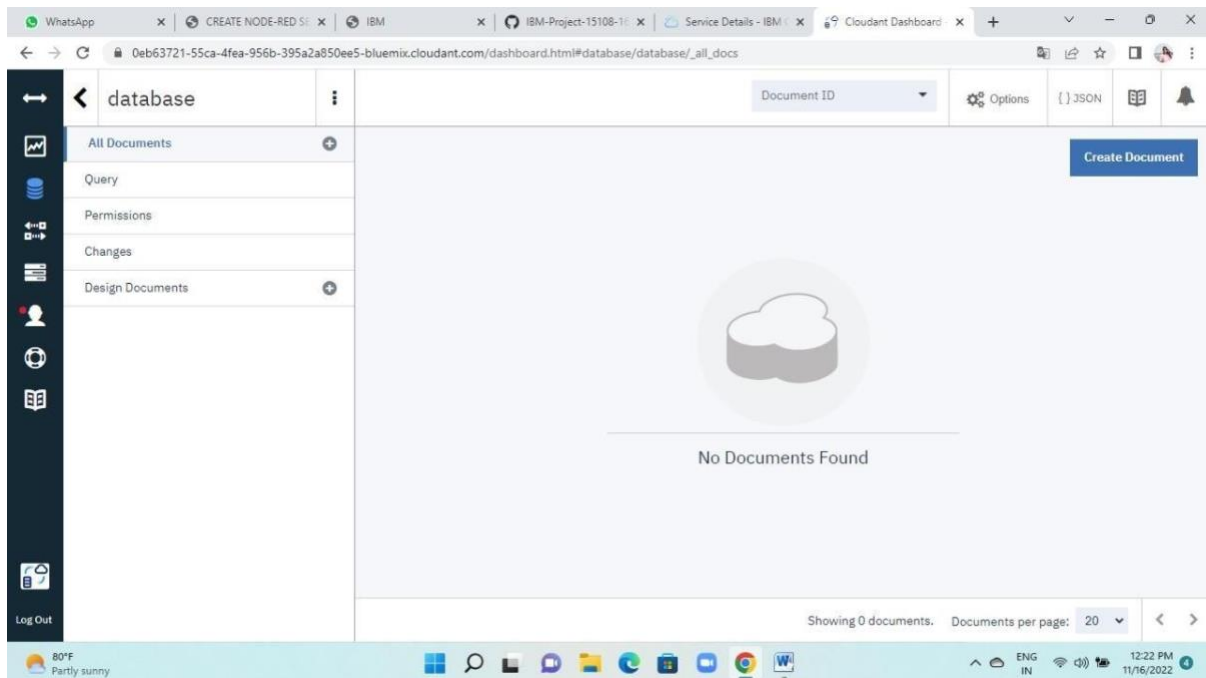 WhatsApp
CREATE NODE-RED SE
IBM
IBM-Project-15108-16
Service Details - IBM C
Cloudant Dashboard
0eb63721-55ca-4fea-956b-395a2a850ee5-bluemix.cloudant.com/dashboard.html#database/database/_all_docs
database
Document ID
Options
{ } JSON
All Documents
Create Document
Query
Permissions
Changes
Design Documents
No Documents Found
Log Out
Showing 0 documents.
Documents per page: 20
80°F
Partly sunny
W
ENG
IN
12:22 PM
11/16/2022
4